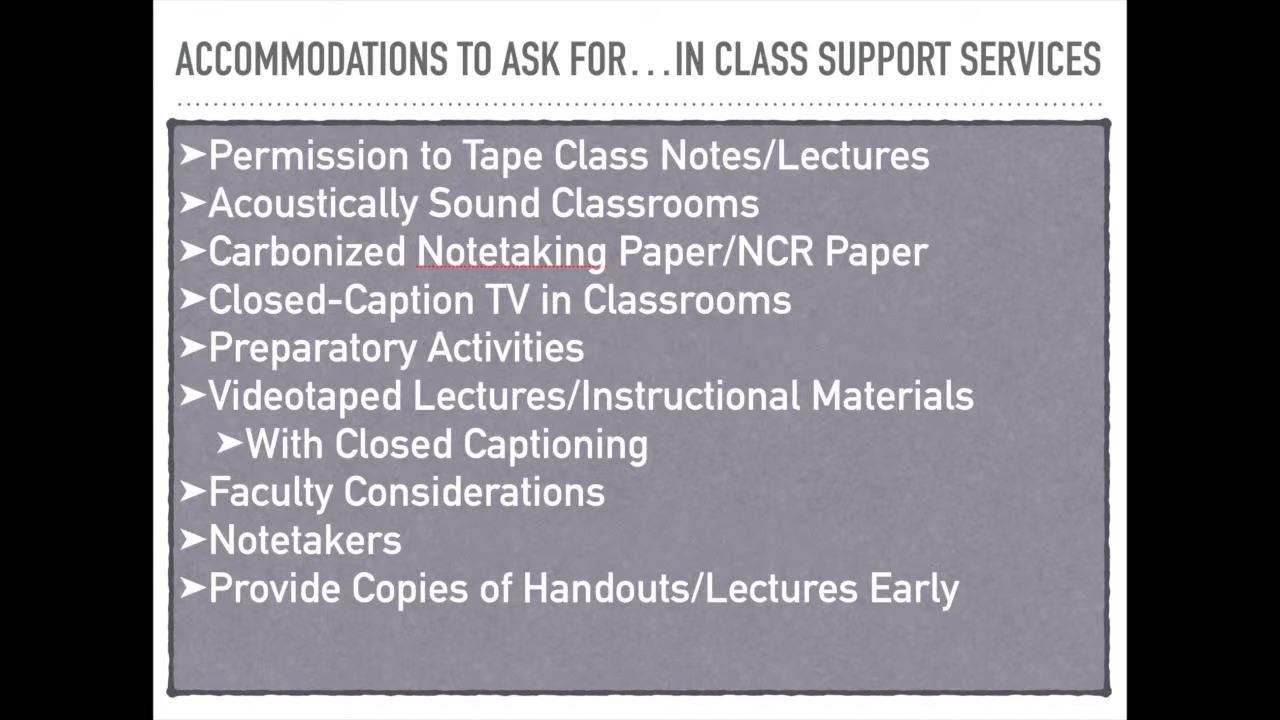 ACCOMMODATIONS TO ASK FOR...IN CLASS SUPPORT SERVICES
➤Permission to Tape Class Notes/Lectures
➤Acoustically Sound Classrooms
➤Carbonized Notetaking Paper/NCR Paper
➤Closed-Caption TV in Classrooms
➤Preparatory Activities
➤Videotaped Lectures/Instructional Materials
➤With Closed Captioning
➤Faculty Considerations
➤Notetakers
➤Provide Copies of Handouts/Lectures Early